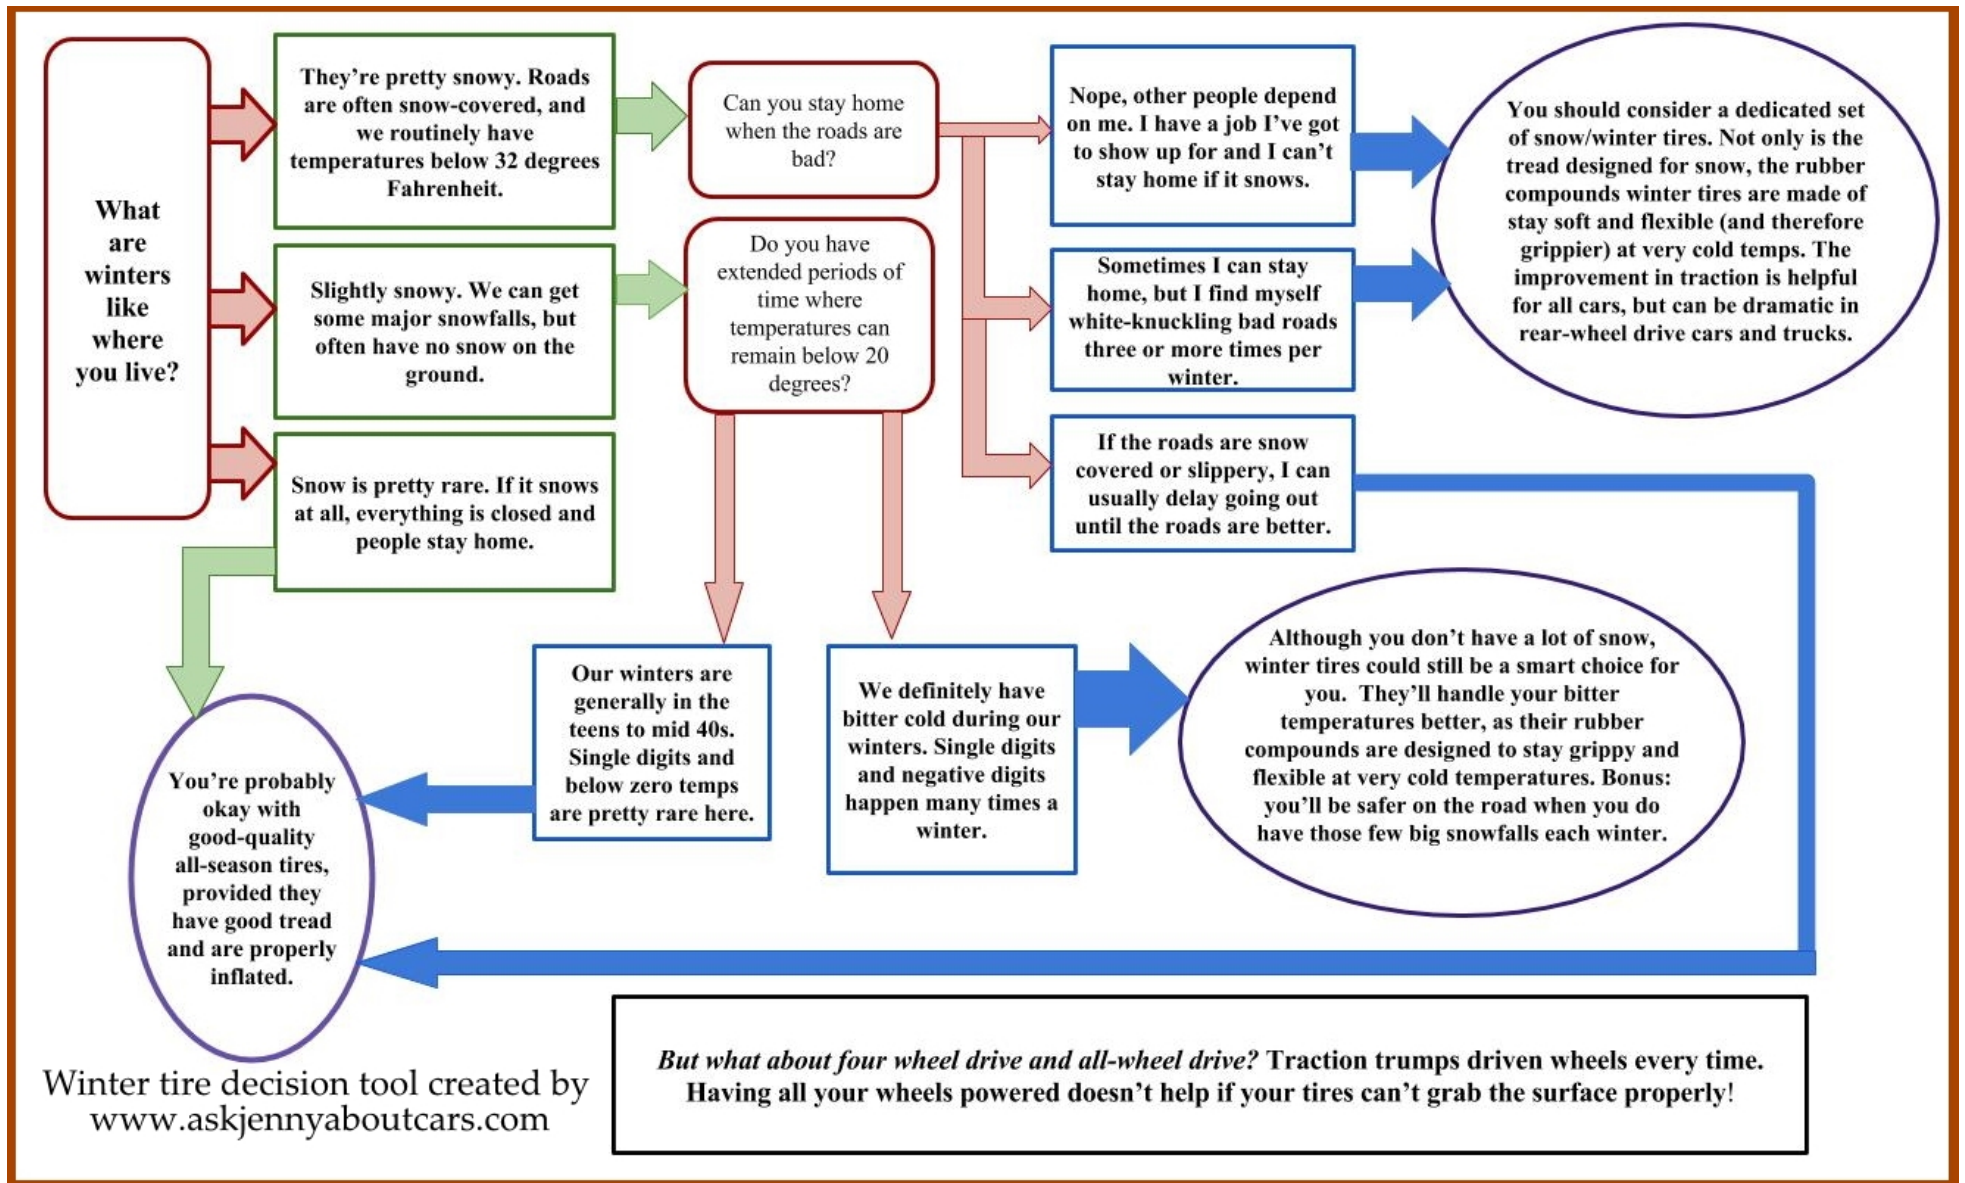 What
are
winters
like
where
you live?
They’re pretty snowy. Roads
are often snow-covered, and
we routinely have
temperatures below 32 degrees
Fahrenheit.
Slightly snowy. We can get
some major snowfalls, but
often have no snow on the
ground.
Snow is pretty rare. If it snows
at all, everything is closed and
people stay home.
Can you stay home
when the roads are
bad?
Do you have
extended periods of
time where
temperatures can
remain below 20
degrees?
Nope, other people depend
on me. I have a job I’ve got
to show up for and I can’t
stay home if it snows.
Sometimes I can stay
home, but I find myself
white-knuckling bad roads
three or more times per
winter.
If the roads are snow
covered or slippery, I can
usually delay going out
until the roads are better.
You should consider a dedicated set
of snow/winter tires. Not only is the
tread designed for snow, the rubber
compounds winter tires are made of
stay soft and flexible (and therefore
grippier) at very cold temps. The
improvement in traction is helpful
for all cars, but can be dramatic in
rear-wheel drive cars and trucks.
Our winters are
generally in the
teens to mid 40s.
Single digits and
below zero temps
are pretty rare here.
We definitely have
bitter cold during our
winters. Single digits
and negative digits
happen many times a
winter.
Although you don’t have a lot of snow,
winter tires could still be a smart choice for
you. They’ll handle your bitter
temperatures better, as their rubber
compounds are designed to stay grippy and
flexible at very cold temperatures. Bonus:
you’ll be safer on the road when you do
have those few big snowfalls each winter.
You’re probably
okay with
good-quality
all-season tires,
provided they
have good tread
and are properly
inflated.
Winter tire decision tool created by
www.askjennyaboutcars.com
But what about four wheel drive and all-wheel drive? Traction trumps driven wheels every time.
Having all your wheels powered doesn’t help if your tires can’t grab the surface properly!